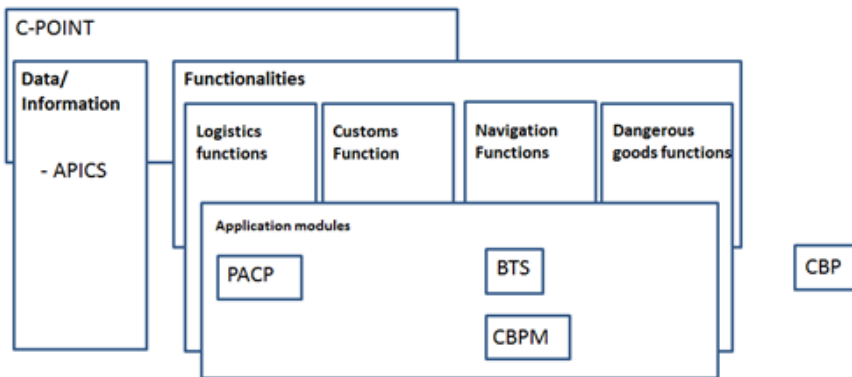 C-POINT
Data/
Information
- APICS
Functionalities
Logistics
functions
Customs
Function
Navigation
Functions
Dangerous
goods functions
Application modules
PACP
BTS
CBP
CBPM